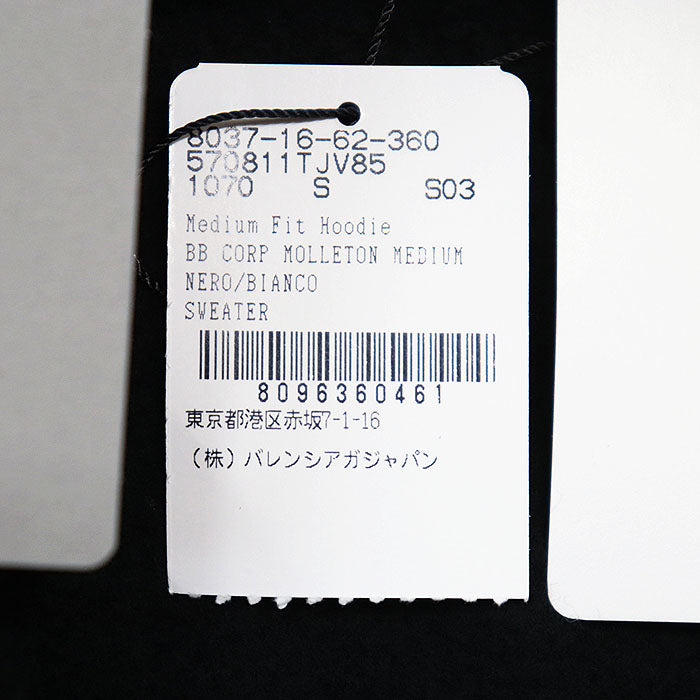 8037-16-62-360
570811TJV85
1070 S S03
Medium Fit Hoodie
BB CORP MOLLETON MEDIUM
NERO/BIANCO
SWEATER
8096360461
東京都港区赤坂7-1-16
(株)バレンシアガジャパン